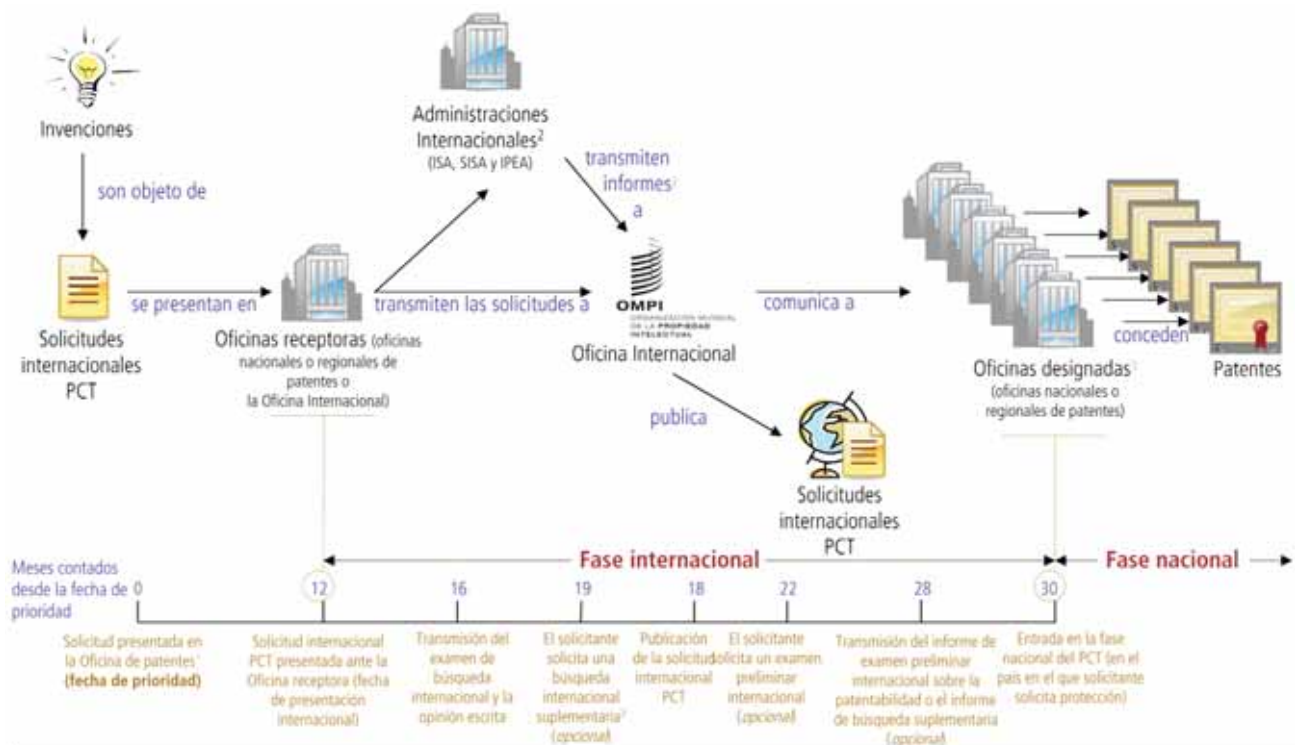 Invenciones
son objeto de
Solicitudes
internacionales
PCT
se presentan en
Oficinas receptoras (oficinas
nacionales o regionales de
patentes o
la Oficina Internacional)
Administraciones
Internacionales²
(ISA, SISA y IPEA)
transmiten las solicitudes a
transmiten
informes
a
OMPI
ORGANIZACIÓN MUNDIAL
DE LA PROPIEDAD
INTELECTUAL
Oficina Internacional
comunica a
publica
Solicitudes
internacionales
PCT
Oficinas designadas
(oficinas nacionales o
regionales de patentes)
conceden
Patentes
Fase internacional
Fase nacional
Meses contados
desde la fecha de
prioridad
0
12
16
19
18
22
28
30
Solicitud presentada en
la Oficina de patentes
(fecha de prioridad)
Solicitud internacional
PCT presentada ante la
Oficina receptora (fecha
de presentación
internacional)
Transmisión del
examen de
búsqueda
internacional y la
opinión escrita
El solicitante
solicita una
búsqueda
internacional
suplementaria
(opcional)
Publicación
de la solicitud
internacional
PCT
El solicitante
solicita un examen
preliminar
internacional
(opcional)
Transmisión del informe de
examen preliminar
internacional sobre la
patentabilidad o el informe
de búsqueda suplementaria
(opcional)
Entrada en la fase
nacional del PCT (en el
país en el que solicitante
solicita protección)